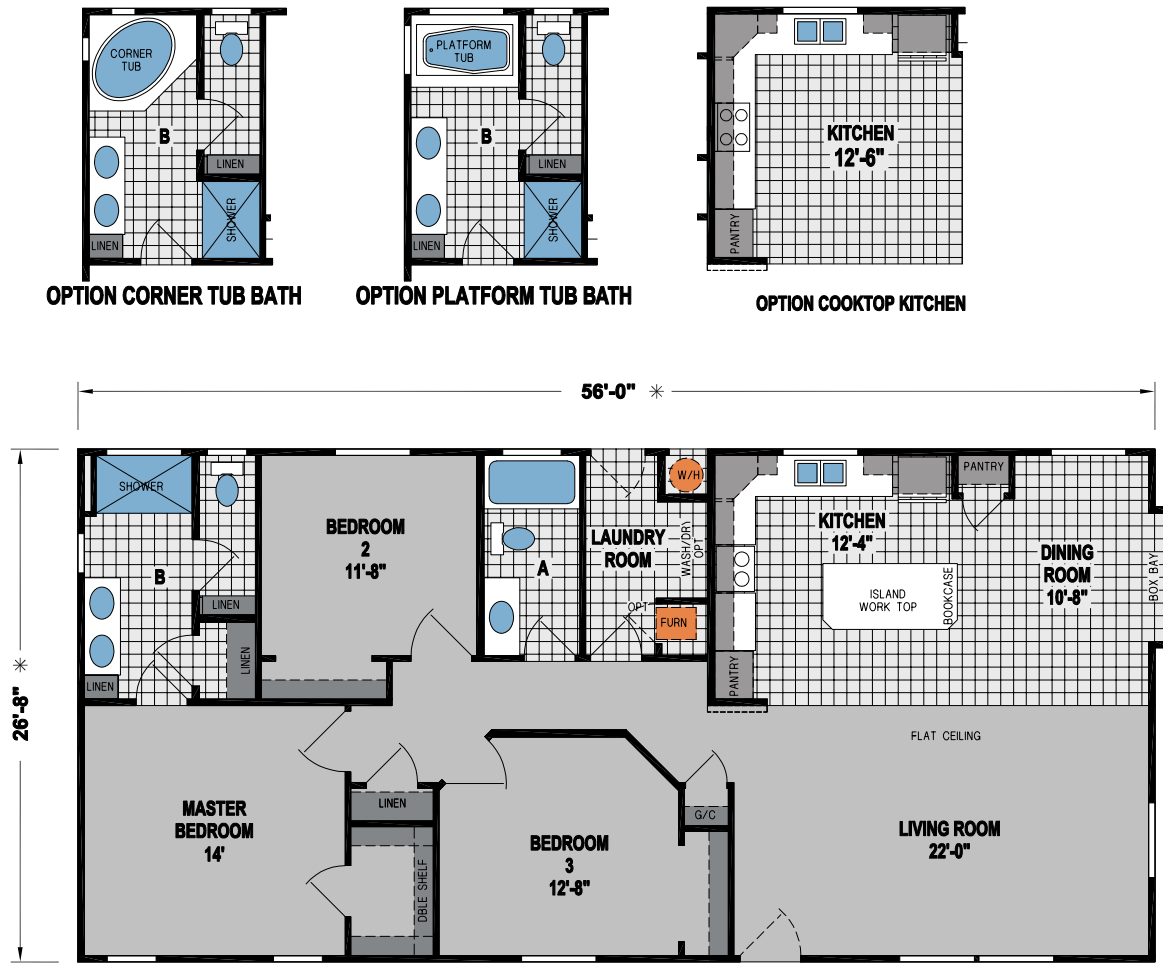 CORNER
TUB
B
LINEN
SHOWER
LINEN
OPTION CORNER TUB BATH
PLATFORM
TUB
B
LINEN
SHOWER
LINEN
OPTION PLATFORM TUB BATH
KITCHEN
12'-6"
PANTRY
OPTION COOKTOP KITCHEN
56'-0" ✳
26'-8" ✳
SHOWER
B
LINEN
LINEN
LINEN
BEDROOM
2
11'-8"
A
LAUNDRY
ROOM
W/H
WASH/DRY
OPT
OPT
FURN
KITCHEN
12'-4"
PANTRY
ISLAND
WORK TOP
BOOKCASE
PANTRY
DINING
ROOM
10'-8"
BOX BAY
FLAT CEILING
MASTER
BEDROOM
14'
LINEN
DBLE SHELF
BEDROOM
3
12'-8"
G/C
LIVING ROOM
22'-0"